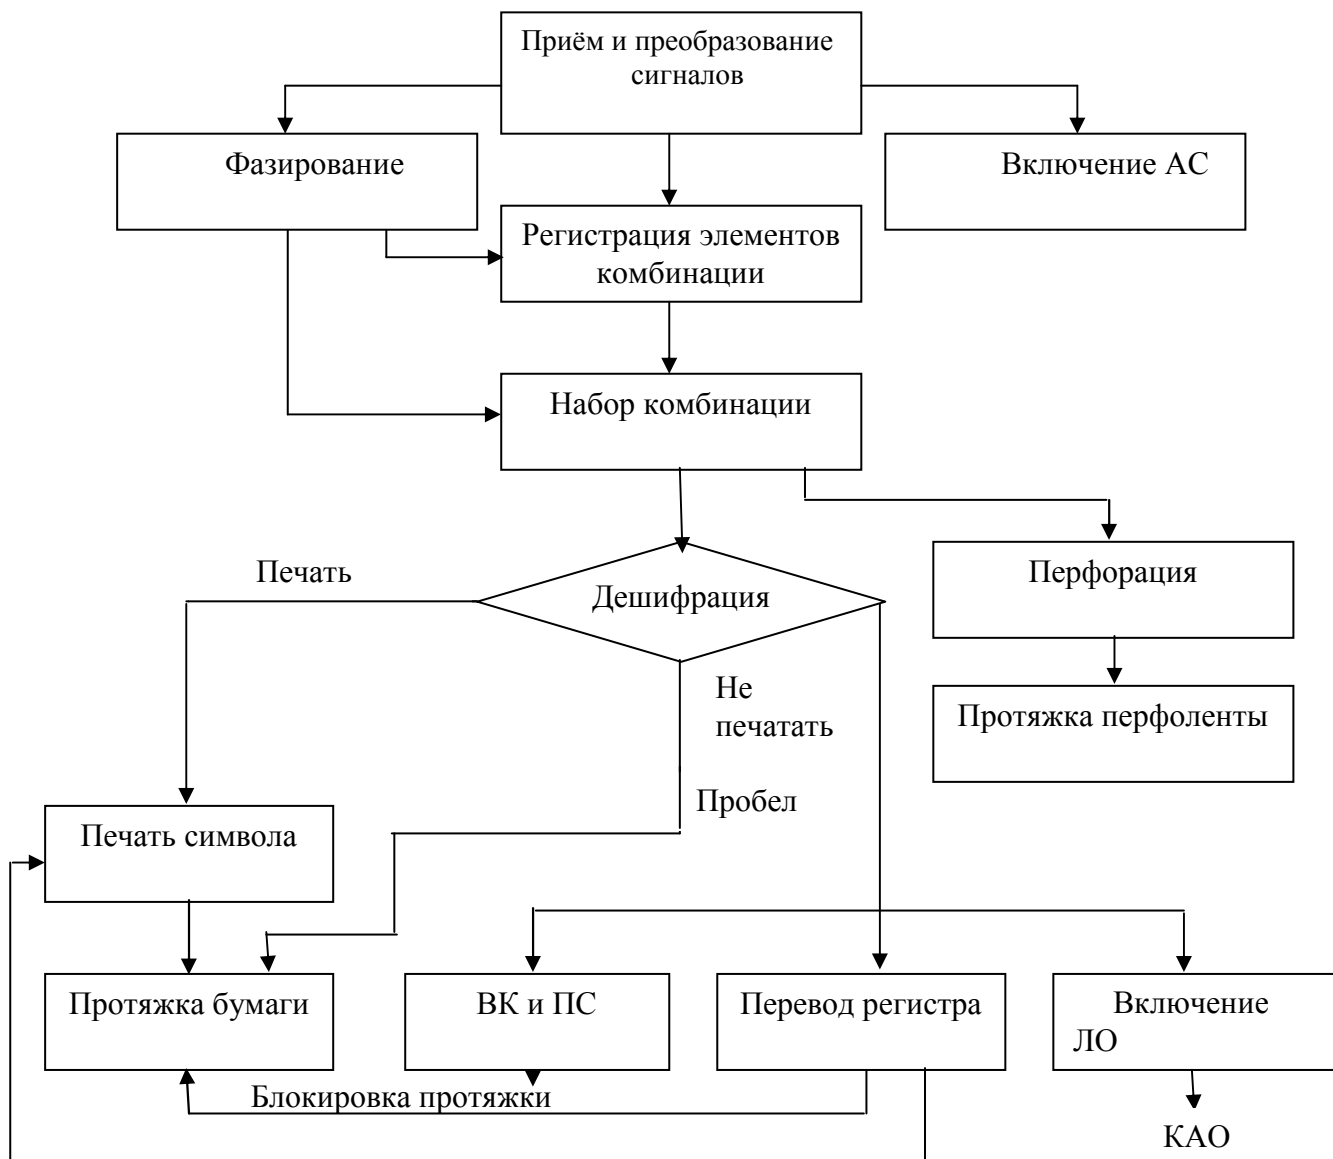 Приём и преобразование
сигналов
Фазирование
Включение АС
Регистрация элементов
комбинации
Набор комбинации
Печать
Дешифрация
Перфорация
Не
печатать
Протяжка перфоленты
Пробел
Печать символа
Протяжка бумаги
ВК и ПС
Перевод регистра
Включение
ЛО
Блокировка протяжки
КАО